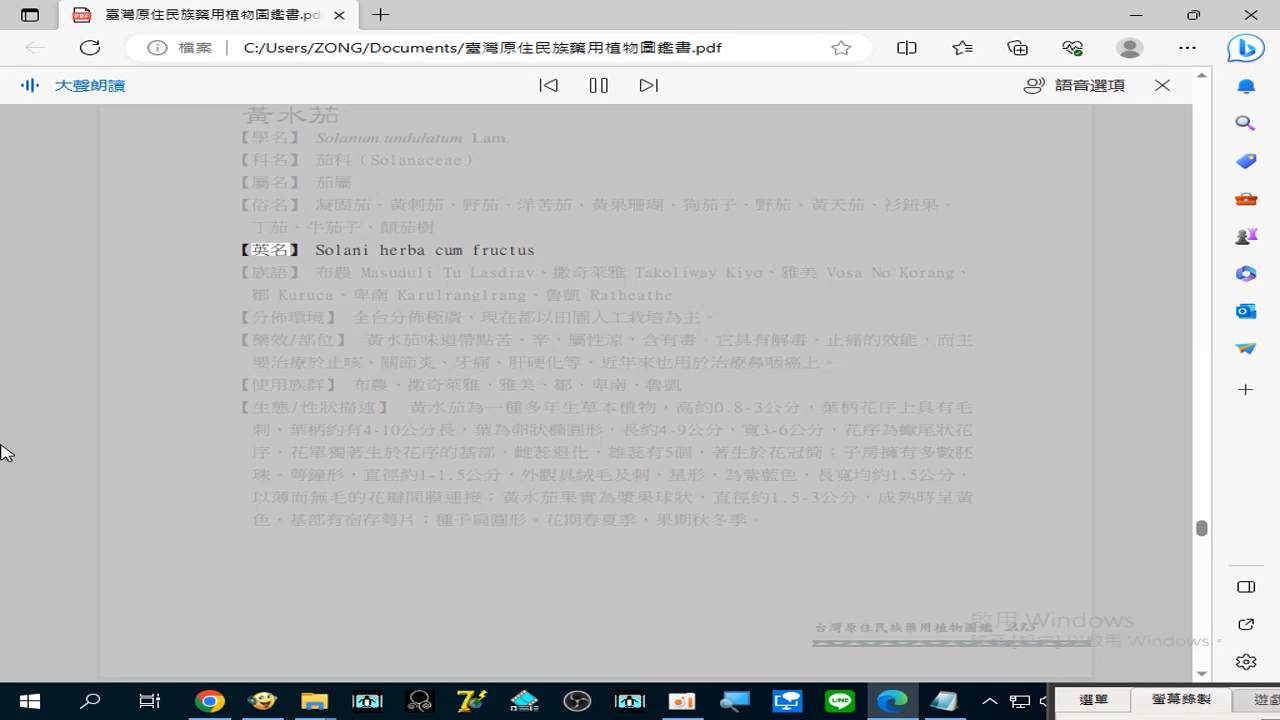 臺灣原住民族藥用植物圖鑑書.pdf
檔案
C:/Users/ZONG/Documents/臺灣原住民族藥用植物圖鑑書.pdf
大聲朗讀
語音選項
黃水茄
【學名】 Solanum undulatum Lam.
【科名】 茄科（Solanaceae）
【屬名】 茄屬
【俗名】 凝固茄、黃刺茄、野茄、洋苦茄、黃果珊瑚、狗茄子、野茄、黃天茄、衫鈕果、
丁茄、牛茄子、顛茄樹
【英名】 Solani herba cum fructus
【族語】 布農 Masuduli Tu Lasdiav、撒奇萊雅 Takoliway Kiyo、雅美 Vosa No Korang、
鄒 Kuruca、卑南 Karulranglrang、魯凱 Ratheathe
【分佈環境】 全台分佈極廣，現在都以田園人工栽培為主。
【藥效/部位】 黃水茄味道帶點苦、辛，屬性涼，含有毒。它具有解毒、止痛的效能，而主
要治療於止咳、關節炎、牙痛、肝硬化等，近年來也用於治療鼻咽癌上。
【使用族群】 布農、撒奇萊雅、雅美、鄒、卑南、魯凱
【生態/性狀描述】 黃水茄為一種多年生草本植物，高約0.8-3公分，葉柄花序上具有毛
刺，葉柄約有4-10公分長，葉為卵狀橢圓形，長約4-9公分，寬3-6公分，花序為蠍尾狀花
序，花單獨著生於花序的基部，雌蕊退化，雄蕊有5個，著生於花冠筒；子房擁有多數胚
珠。萼鐘形，直徑約1-1.5公分，外觀具絨毛及刺，星形，為紫藍色，長寬均約1.5公分、
以薄而無毛的花瓣間膜連接；黃水茄果實為漿果球狀，直徑約1.5-3公分，成熟時呈黃
色，基部有宿存萼片；種子扁圓形。花期春夏季，果期秋冬季。
台灣原住民族藥用植物圖鑑
啟用 Windows
移至 [設定] 以啟用 Windows。
選單
螢幕錄製